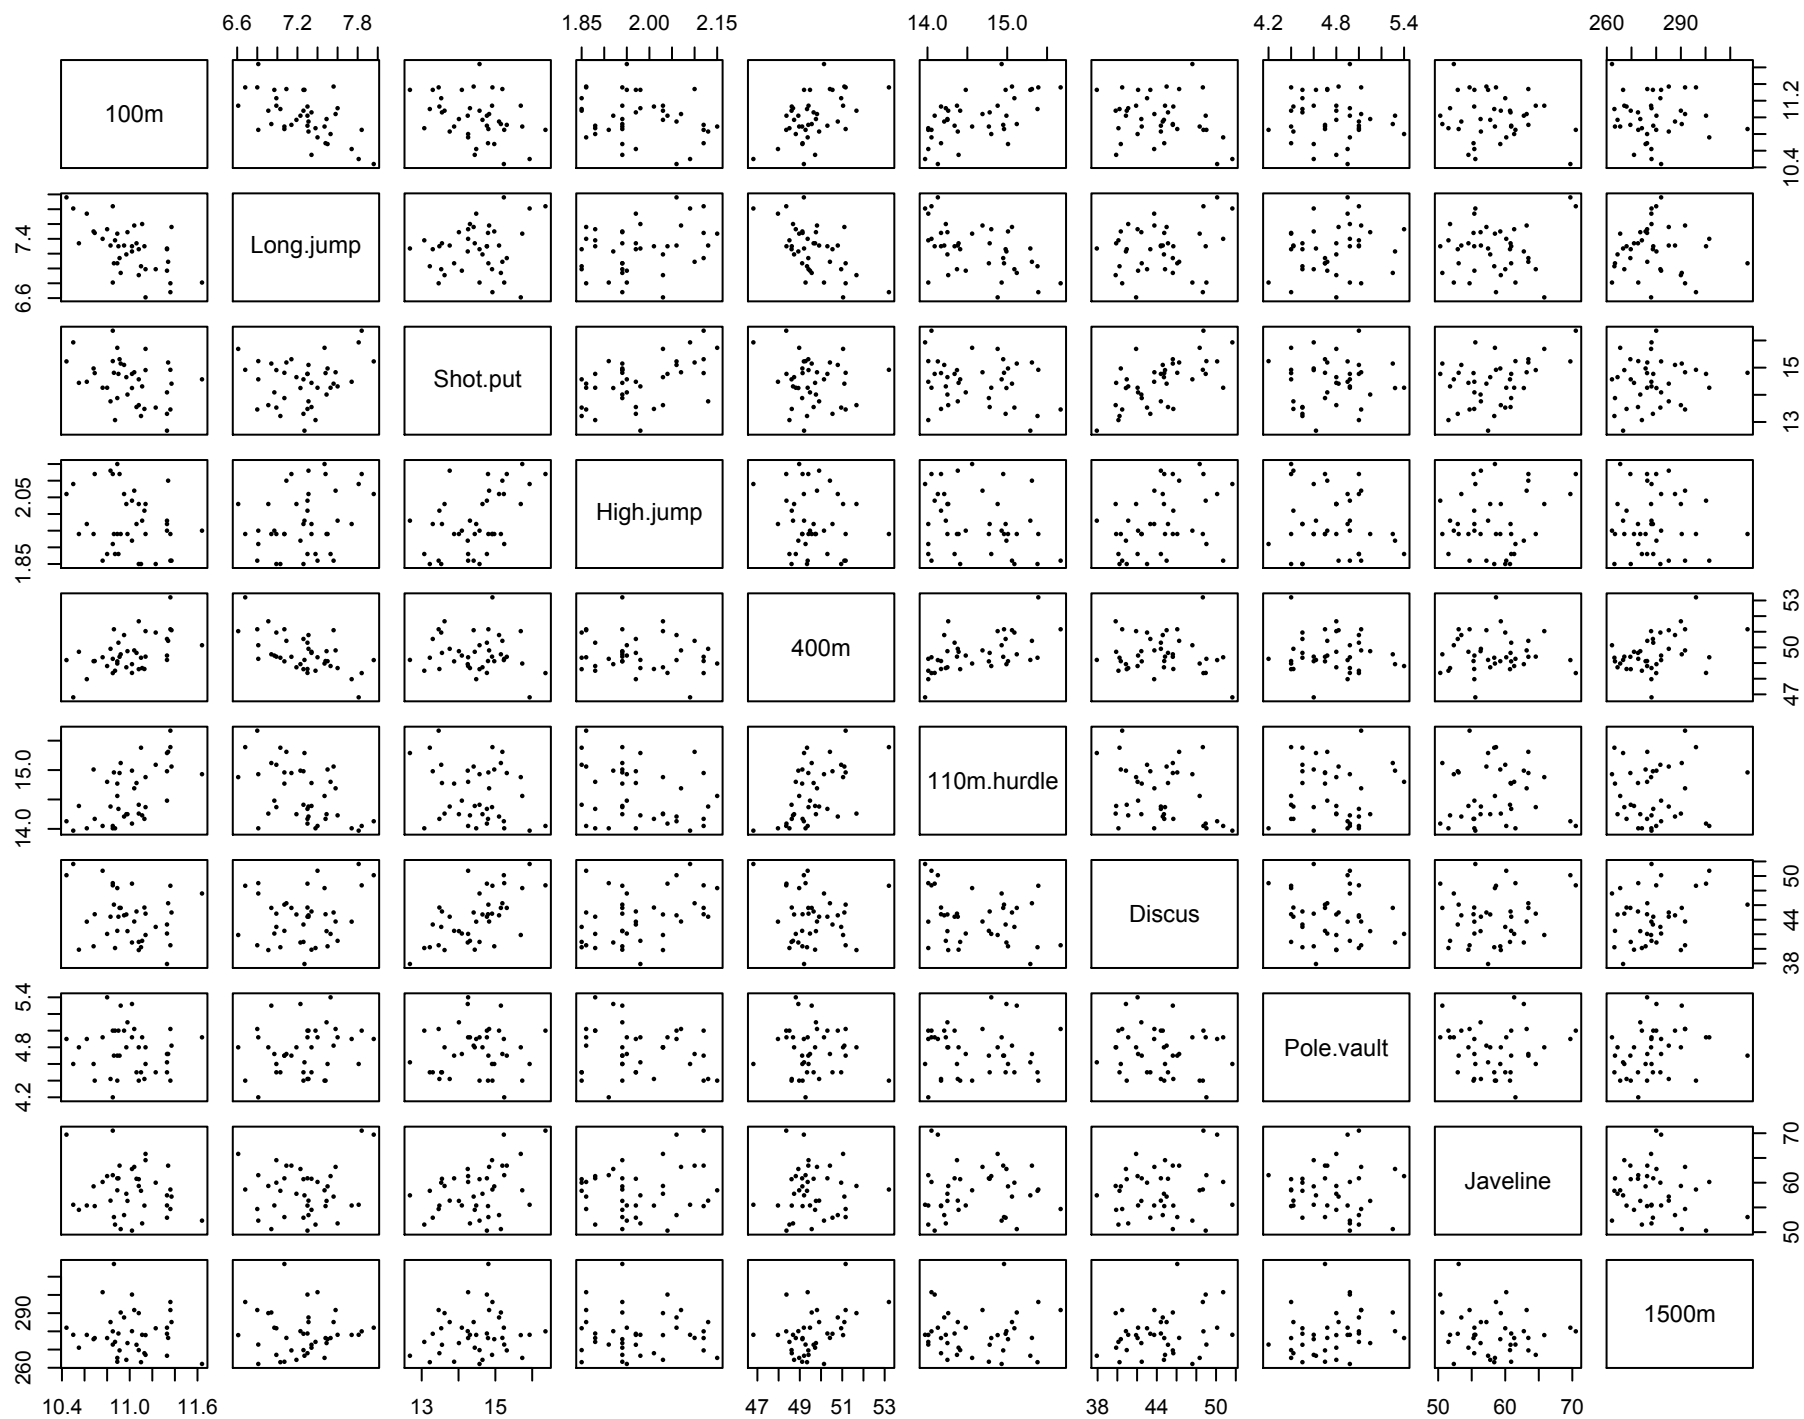 6.6 7.2 7.8 1.85 2.00 2.15 14.0 15.0 4.2 4.8 5.4 260 290
100m 10.4 11.2
6.6 7.4 Long.jump
Shot.put 13 15
1.85 2.05 High.jump
400m 47 50 53
14.0 15.0 110m.hurdle
Discus 38 44 50
4.2 4.8 5.4 Pole.vault
Javeline 50 60 70
260 290 1500m
10.4 11.0 11.6 13 15 47 49 51 53 38 44 50 50 60 70